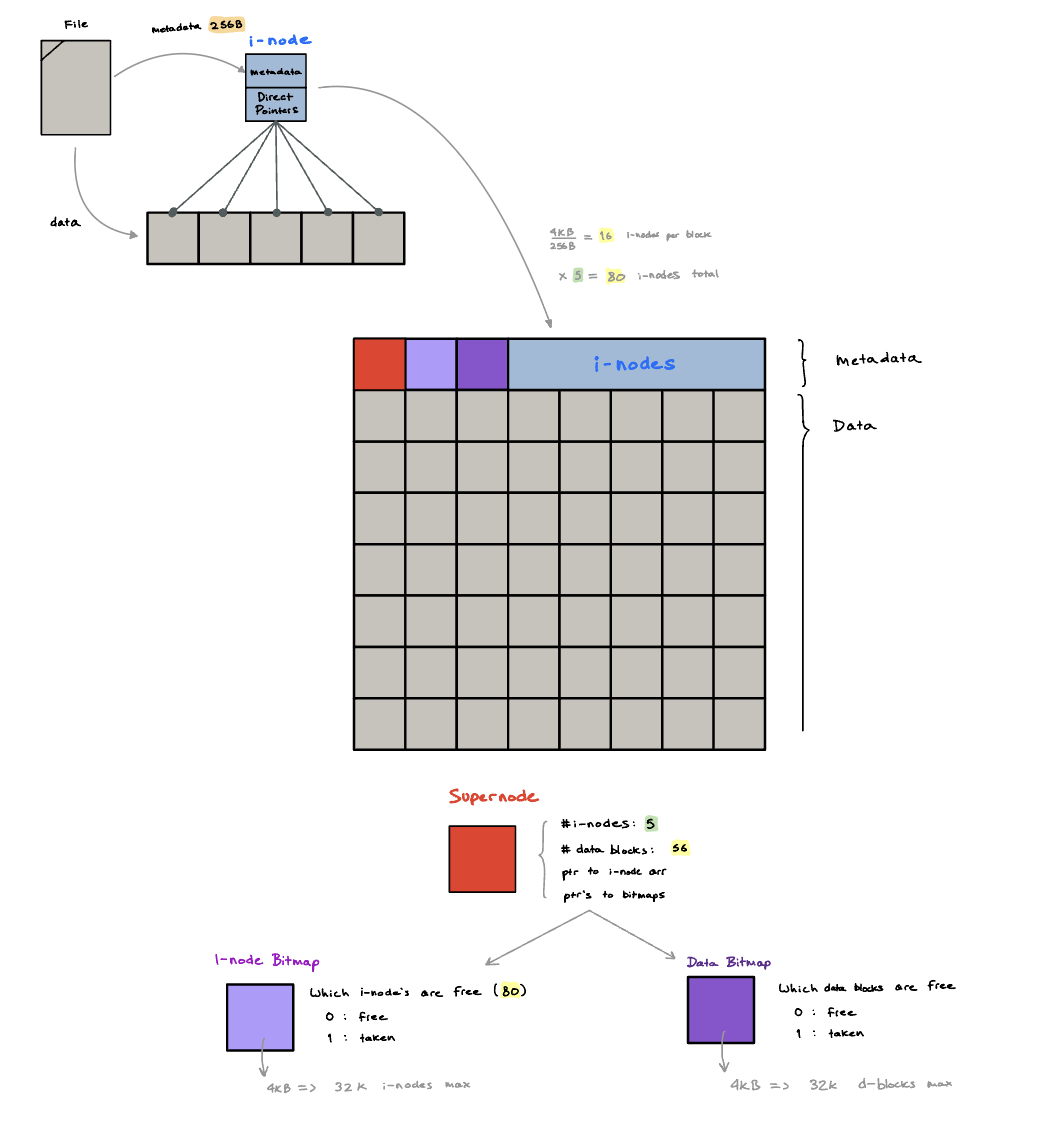 File
metadata 256B
i-node
metadata
Direct
Pointers
data
4KB
256B
= 16 i-nodes per block
x 5 = 80 i-nodes total
i-nodes
Metadata
Data
Supernode
#i-nodes: 5
# data blocks: 56
ptr to i-node arr
ptr's to bitmaps
I-node Bitmap
Which i-node's are free (80)
0 : free
1 : taken
4KB => 32K i-nodes max
Data Bitmap
Which data blocks are free
0 : free
1 : taken
4KB => 32K d-blocks max